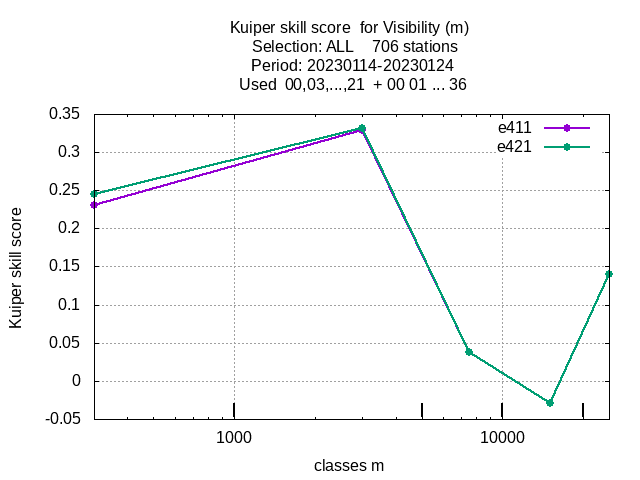 Kuiper skill score  for Visibility (m)
Selection: ALL    706 stations
Period: 20230114-20230124
Used  00,03,...,21  + 00 01 ... 36
e411
e421
0.35
0.3
0.25
0.2
0.15
0.1
0.05
0
-0.05
Kuiper skill score
1000
10000
classes m